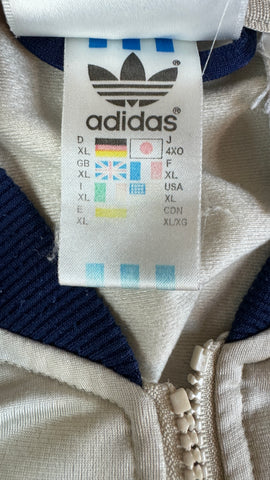 adidas®
D J
XL 4XO
GB F
XL XL
I USA
XL XL
E CDN
XL XL/XG